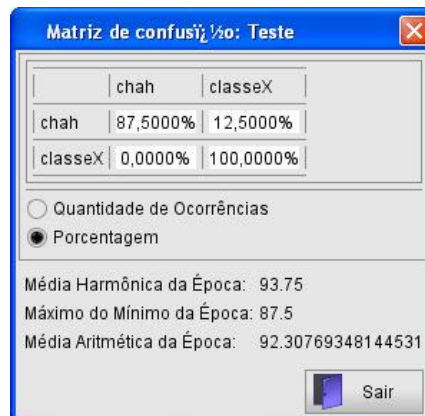 Matriz de confusï¿½o: Teste
chah classeX
chah 87,5000% 12,5000%
classeX 0,0000% 100,0000%
Quantidade de Ocorrências
Porcentagem
Média Harmônica da Época: 93.75
Máximo do Mínimo da Época: 87.5
Média Aritmética da Época: 92.30769348144531
Sair